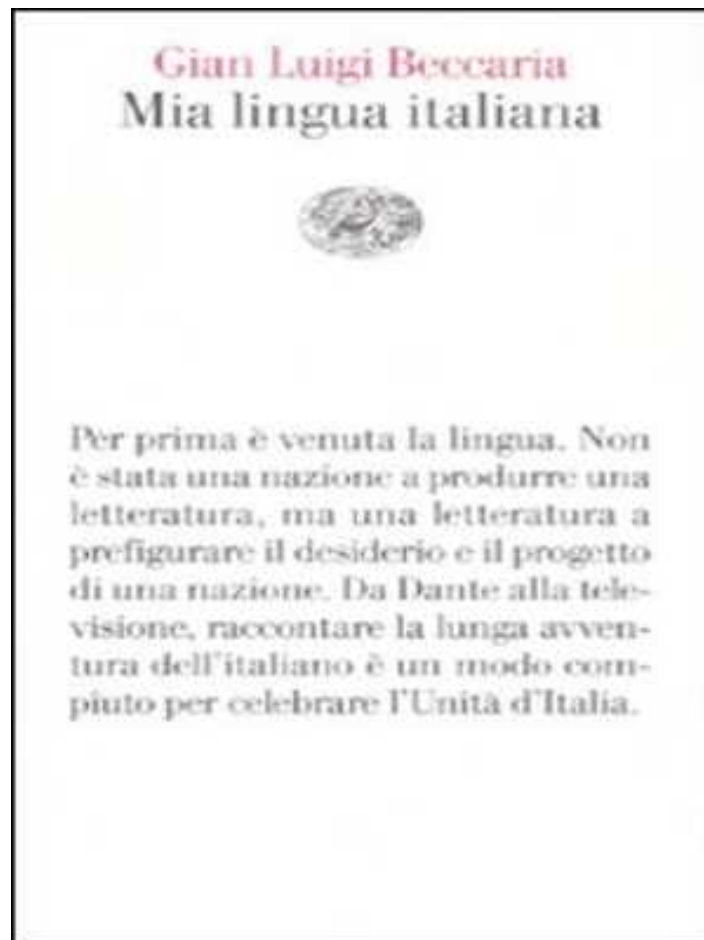 Gian Luigi Beccaria
Mia lingua italiana
Per prima è venuta la lingua. Non
è stata una nazione a produrre una
letteratura, ma una letteratura a
prefigurare il desiderio e il progetto
di una nazione. Da Dante alla tele-
visione, raccontare la lunga avven-
tura dell'italiano è un modo com-
piuto per celebrare l'Unità d'Italia.